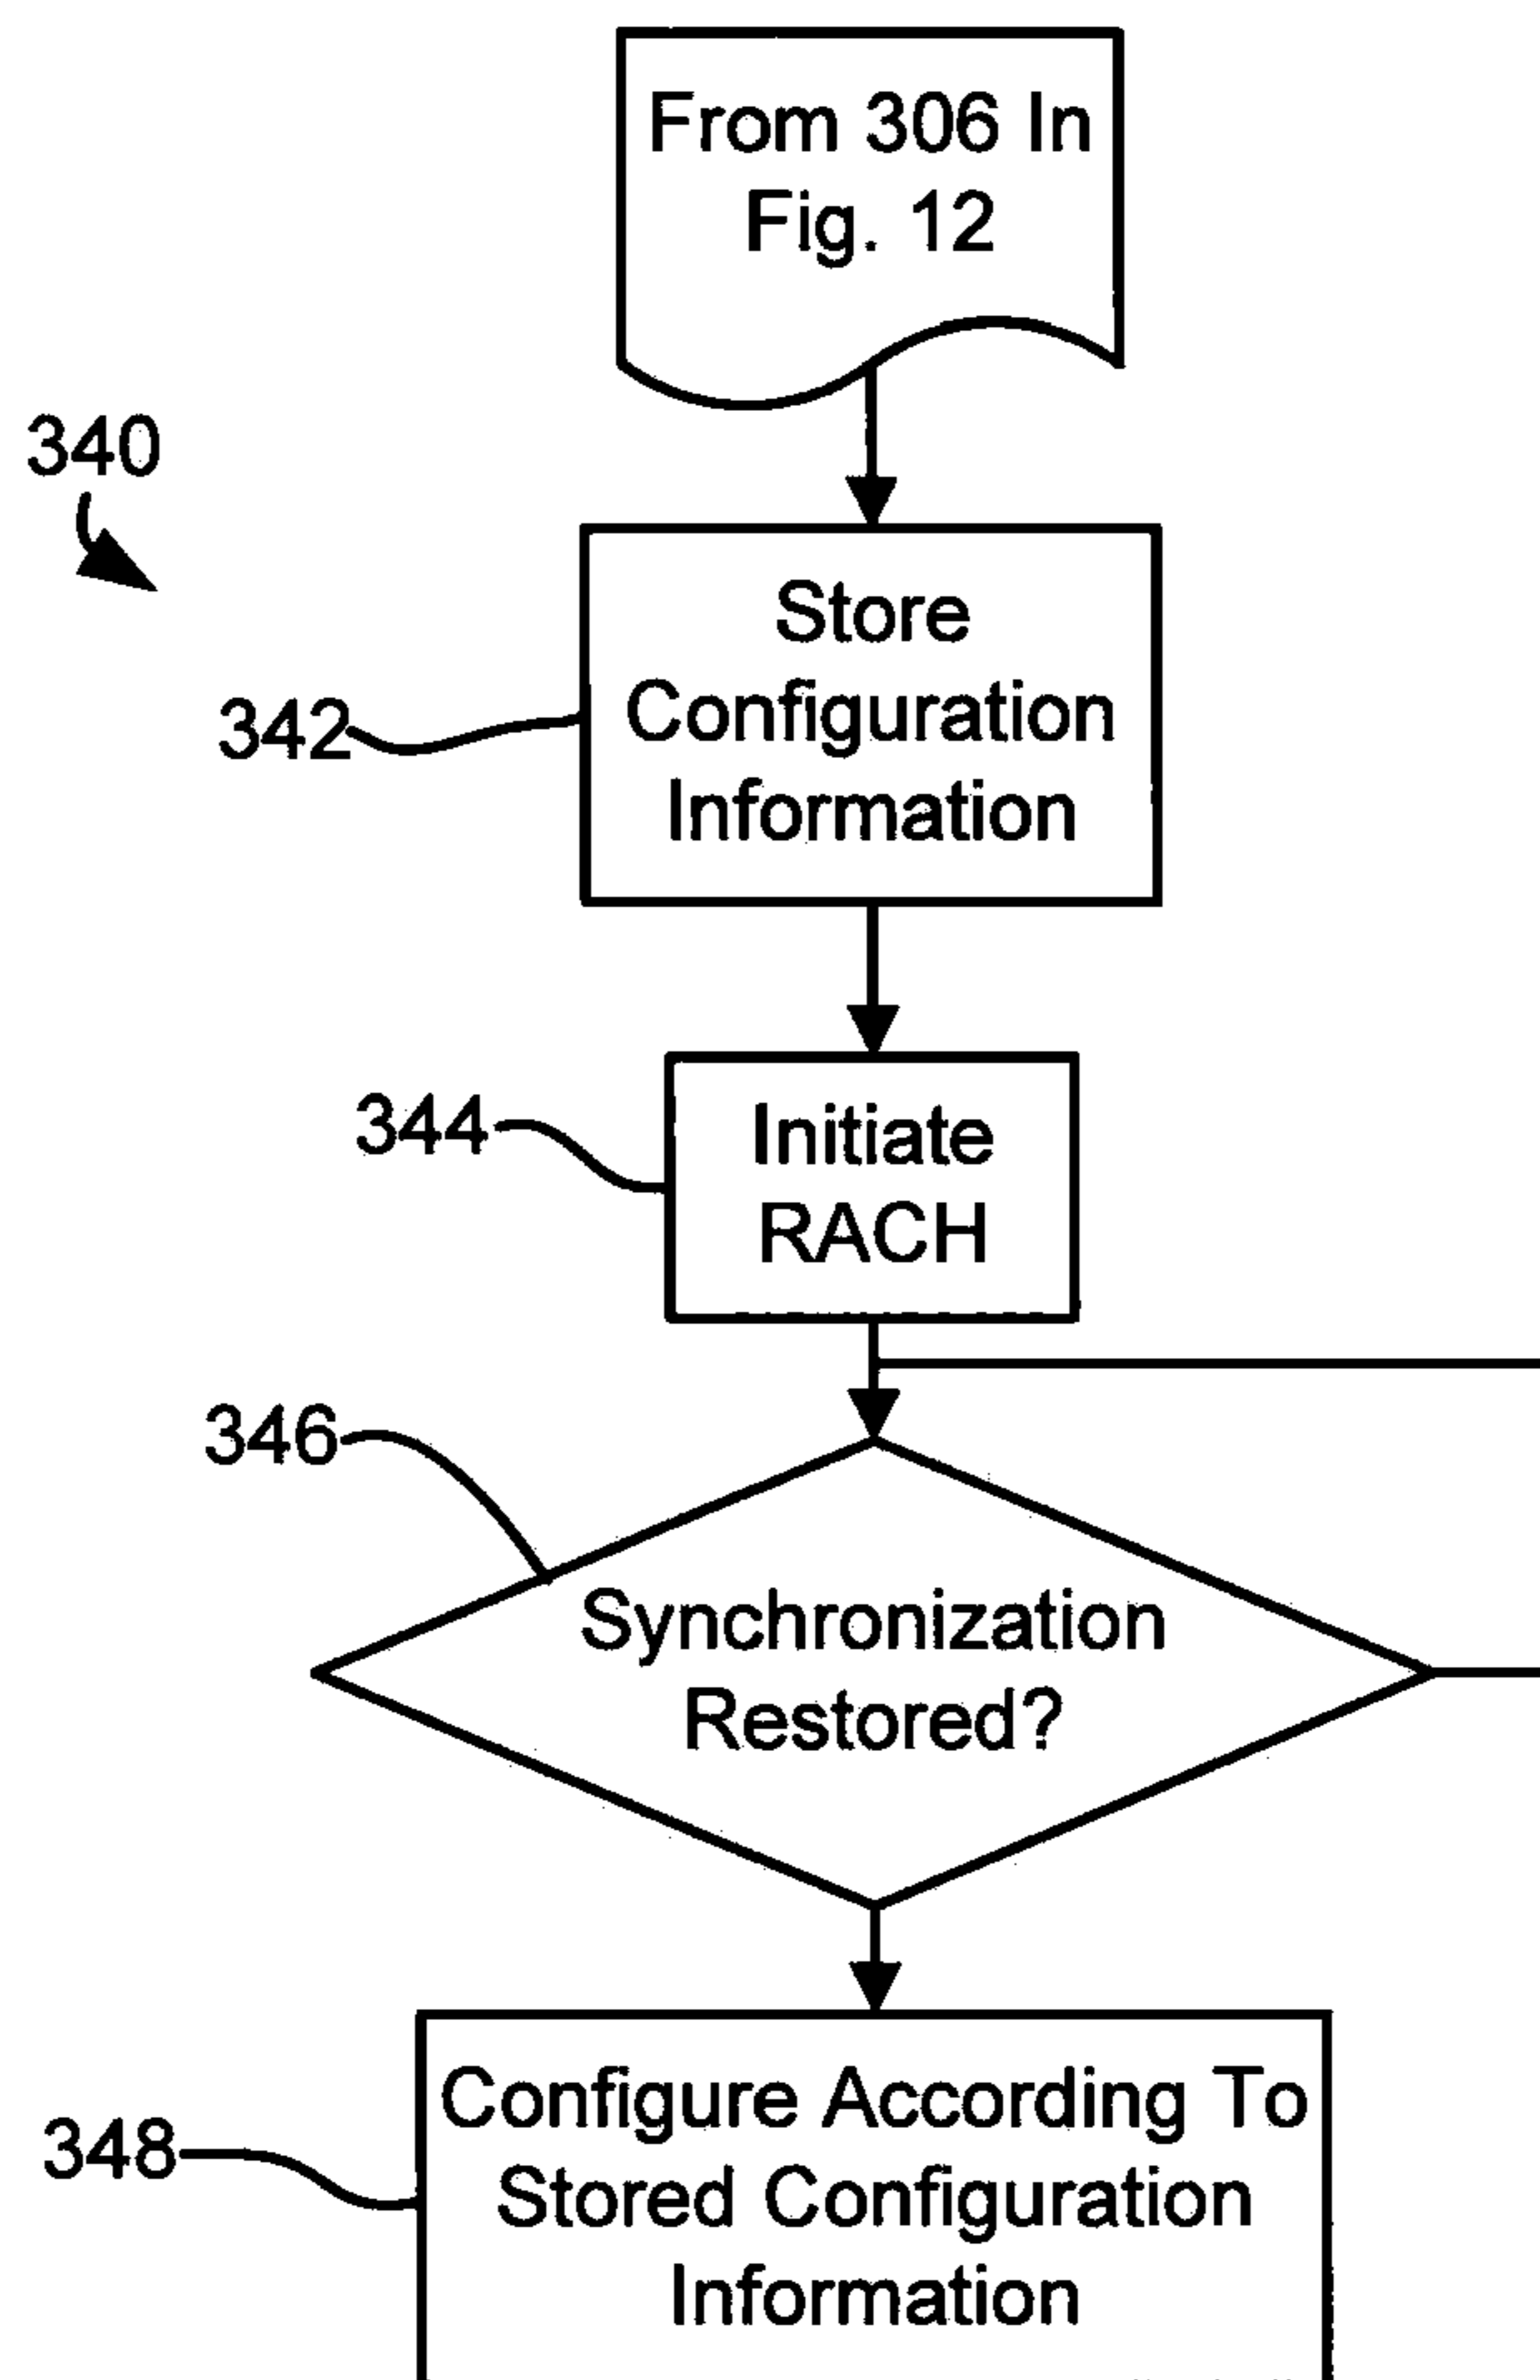 From 306 In
Fig. 12
340
Store
Configuration
Information
342
Initiate
RACH
344
346
Synchronization
Restored?
Configure According To
Stored Configuration
Information
348